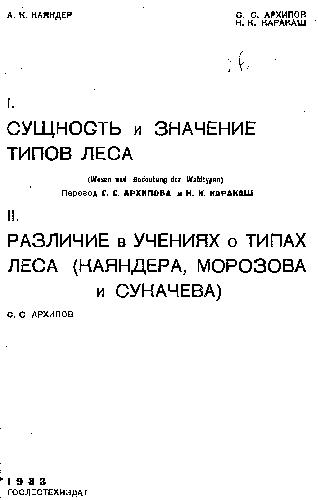 А. К. КАЯНДЕР
С. С. АРХИПОВ
Н. К. КАРАКАШ
I.
СУЩНОСТЬ и ЗНАЧЕНИЕ
ТИПОВ ЛЕСА
(Wesen und Bedeutung der Waldtypen)
Перевод С. С. АРХИПОВА и Н. К. КАРАКАШ
II.
РАЗЛИЧИЕ в УЧЕНИЯХ о ТИПАХ
ЛЕСА (КАЯНДЕРА, МОРОЗОВА
и СУКАЧЕВА)
С. С. АРХИПОВ
1933
ГОСЛЕСТЕХИЗДАТ